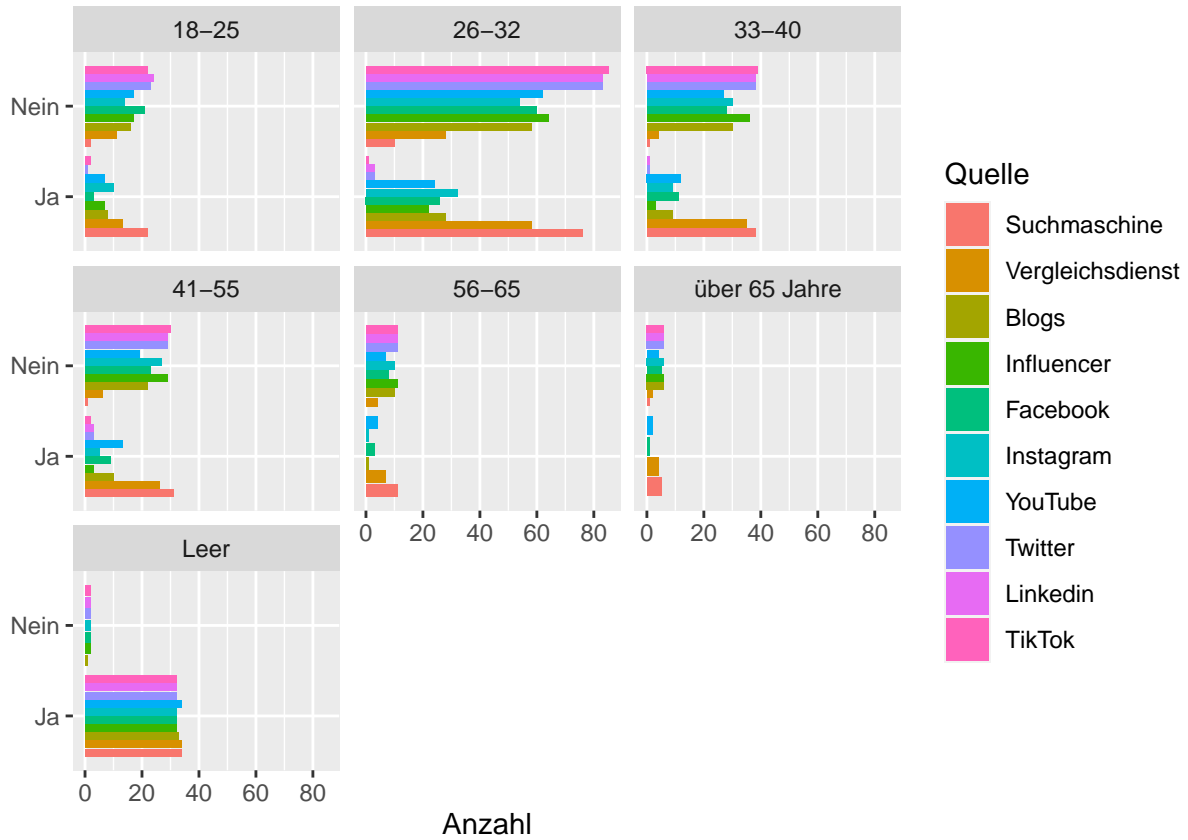 18−25
26−32
33−40
Nein
Ja
41−55
56−65
über 65 Jahre
Nein
Ja
0 20 40 60 80
0 20 40 60 80
Leer
Nein
Ja
0 20 40 60 80
Anzahl
Quelle
Suchmaschine
Vergleichsdienst
Blogs
Influencer
Facebook
Instagram
YouTube
Twitter
Linkedin
TikTok